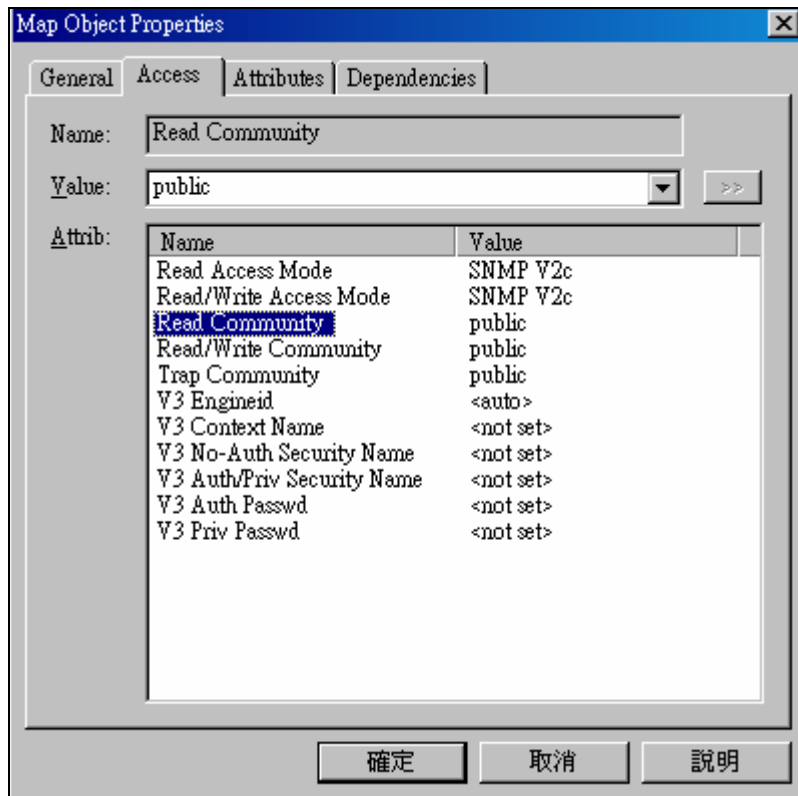 Map Object Properties
General Access Attributes Dependencies
Name: Read Community
Value: public >>
Attrib: Name Value
Read Access Mode SNMP V2c
Read/Write Access Mode SNMP V2c
Read Community public
Read/Write Community public
Trap Community public
V3 Engineid <auto>
V3 Context Name <not set>
V3 No-Auth Security Name <not set>
V3 Auth/Priv Security Name <not set>
V3 Auth Passwd <not set>
V3 Priv Passwd <not set>
確定 取消 說明